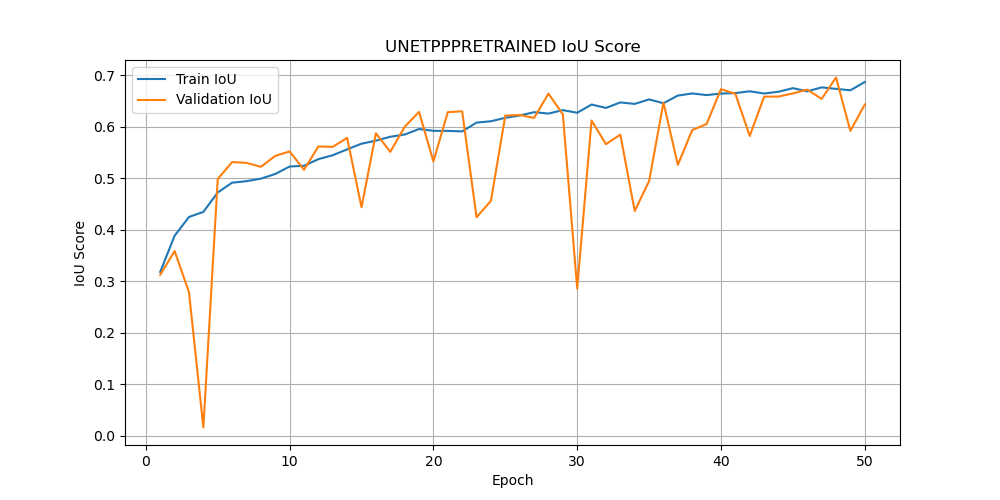 UNETPPPRETRAINED IoU Score
Train IoU
Validation IoU
IoU Score
0.7
0.6
0.5
0.4
0.3
0.2
0.1
0.0
0 10 20 30 40 50
Epoch